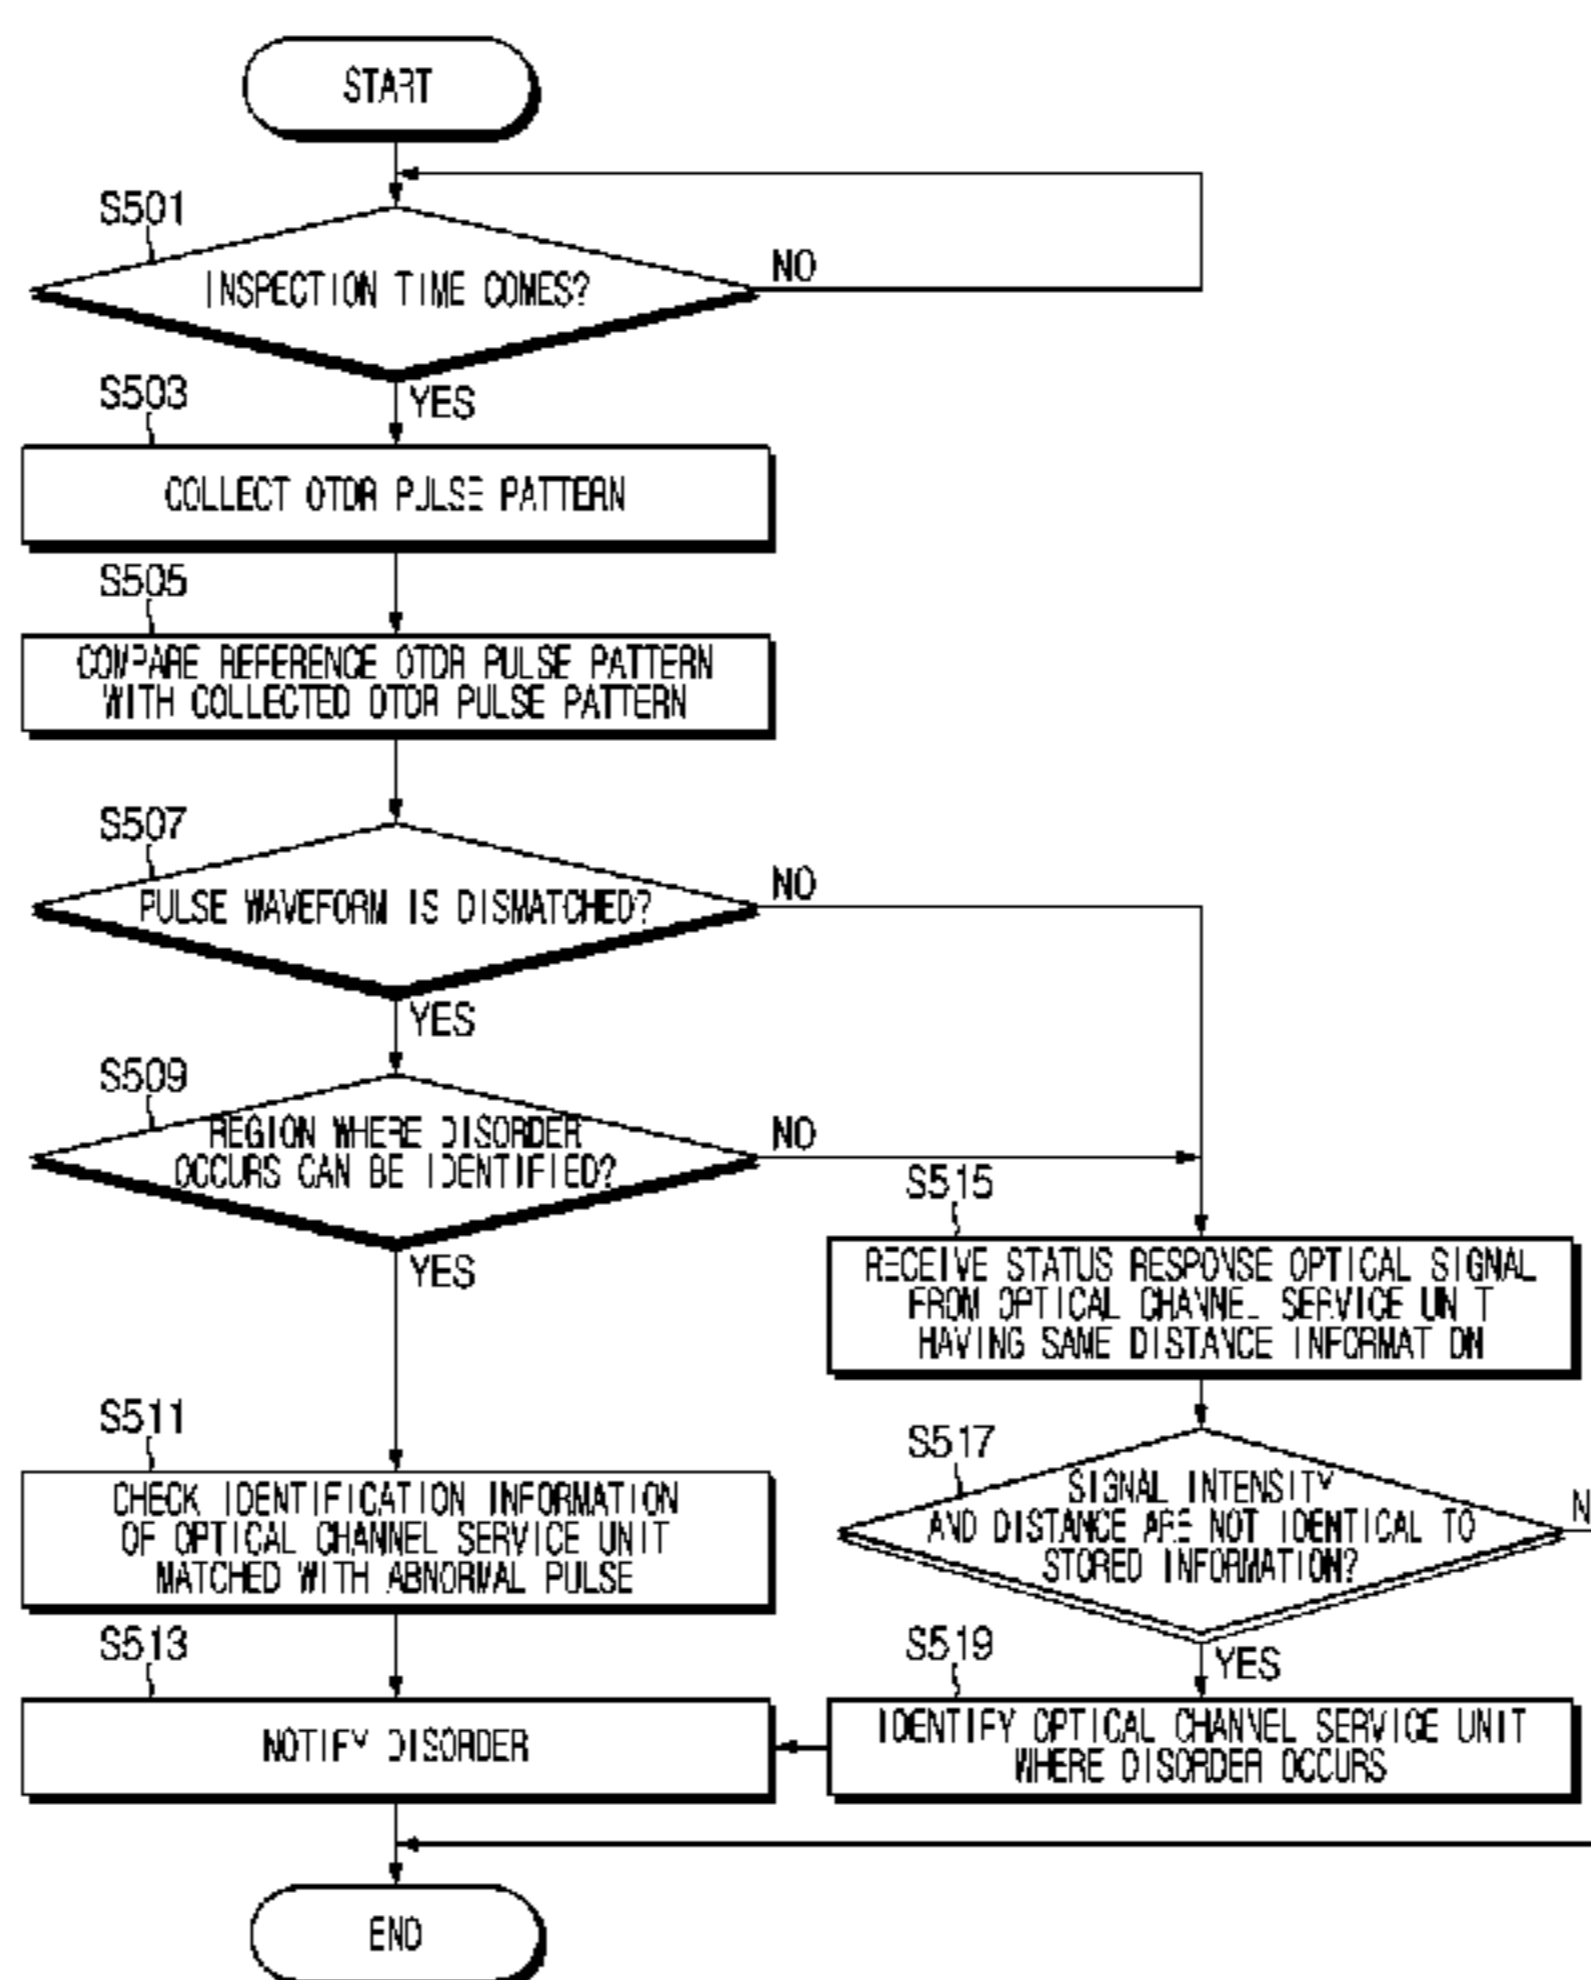 START
S501
INSPECTION TIME COMES?
NO
YES
S503
COLLECT OTDR PULSE PATTERN
S505
COMPARE REFERENCE OTDR PULSE PATTERN
WITH COLLECTED OTDR PULSE PATTERN
S507
PULSE WAVEFORM IS DISMATCHED?
NO
YES
S509
REGION WHERE DISORDER
OCCURS CAN BE IDENTIFIED?
NO
YES
S515
RECEIVE STATUS RESPONSE OPTICAL SIGNAL
FROM OPTICAL CHANNEL SERVICE UNIT
HAVING SAME DISTANCE INFORMATION
S511
CHECK IDENTIFICATION INFORMATION
OF OPTICAL CHANNEL SERVICE UNIT
MATCHED WITH ABNORMAL PULSE
S517
SIGNAL INTENSITY
AND DISTANCE ARE NOT IDENTICAL TO
STORED INFORMATION?
N
YES
S513
NOTIFY DISORDER
S519
IDENTIFY OPTICAL CHANNEL SERVICE UNIT
WHERE DISORDER OCCURS
END